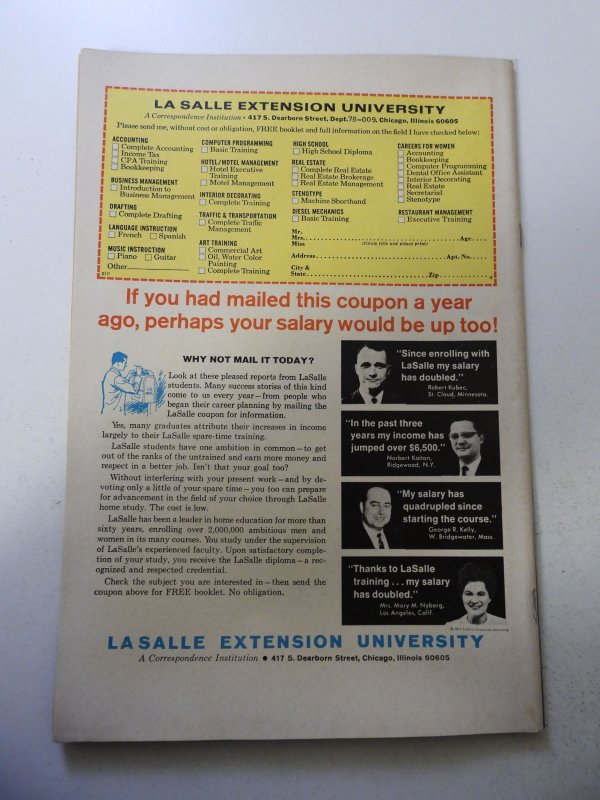 LA SALLE EXTENSION UNIVERSITY
A Correspondence Institution • 417 S. Dearborn Street, Dept. 78-009, Chicago, Illinois 60605
Please send me, without cost or obligation, FREE booklet and full information on the field I have checked below:
ACCOUNTING
Complete Accounting
Income Tax
CPA Training
Bookkeeping
BUSINESS MANAGEMENT
Introduction to
Business Management
DRAFTING
Complete Drafting
LANGUAGE INSTRUCTION
French Spanish
MUSIC INSTRUCTION
Piano Guitar
Other
COMPUTER PROGRAMMING
Basic Training
HOTEL/MOTEL MANAGEMENT
Hotel Executive
Training
Motel Management
INTERIOR DECORATING
Complete Training
TRAFFIC & TRANSPORTATION
Complete Traffic
Management
ART TRAINING
Commercial Art
Oil, Water Color
Painting
Complete Training
HIGH SCHOOL
High School Diploma
REAL ESTATE
Complete Real Estate
Real Estate Brokerage
Real Estate Management
STENOTYPE
Machine Shorthand
DIESEL MECHANICS
Basic Training
CAREERS FOR WOMEN
Accounting
Bookkeeping
Computer Programming
Dental Office Assistant
Interior Decorating
Real Estate
Secretarial
Stenotype
RESTAURANT MANAGEMENT
Executive Training
Mr.
Mrs. Age
Miss (Circle title and please print)
Address Apt. No.
City &
State Zip
If you had mailed this coupon a year
ago, perhaps your salary would be up too!
WHY NOT MAIL IT TODAY?
Look at these pleased reports from LaSalle
students. Many success stories of this kind
come to us every year—from people who
began their career planning by mailing the
LaSalle coupon for information.
Yes, many graduates attribute their increases in income
largely to their LaSalle spare-time training.
LaSalle students have one ambition in common—to get
out of the ranks of the untrained and earn more money and
respect in a better job. Isn't that your goal too?
Without interfering with your present work—and by de-
voting only a little of your spare time—you too can prepare
for advancement in the field of your choice through LaSalle
home study. The cost is low.
LaSalle has been a leader in home education for more than
sixty years, enrolling over 2,000,000 ambitious men and
women in its many courses. You study under the supervision
of LaSalle's experienced faculty. Upon satisfactory comple-
tion of your study, you receive the LaSalle diploma—a rec-
ognized and respected credential.
Check the subject you are interested in—then send the
coupon above for FREE booklet. No obligation.
"Since enrolling with
LaSalle my salary
has doubled."
Robert Kubec,
St. Cloud, Minnesota.
"In the past three
years my income has
jumped over $6,500."
Norbert Kaiton,
Ridgewood, N.Y.
"My salary has
quadrupled since
starting the course."
George R. Kelly,
W. Bridgewater, Mass.
"Thanks to LaSalle
training . . . my salary
has doubled."
Mrs. Mary M. Nyberg,
Los Angeles, Calif.
LASALLE EXTENSION UNIVERSITY
A Correspondence Institution • 417 S. Dearborn Street, Chicago, Illinois 60605